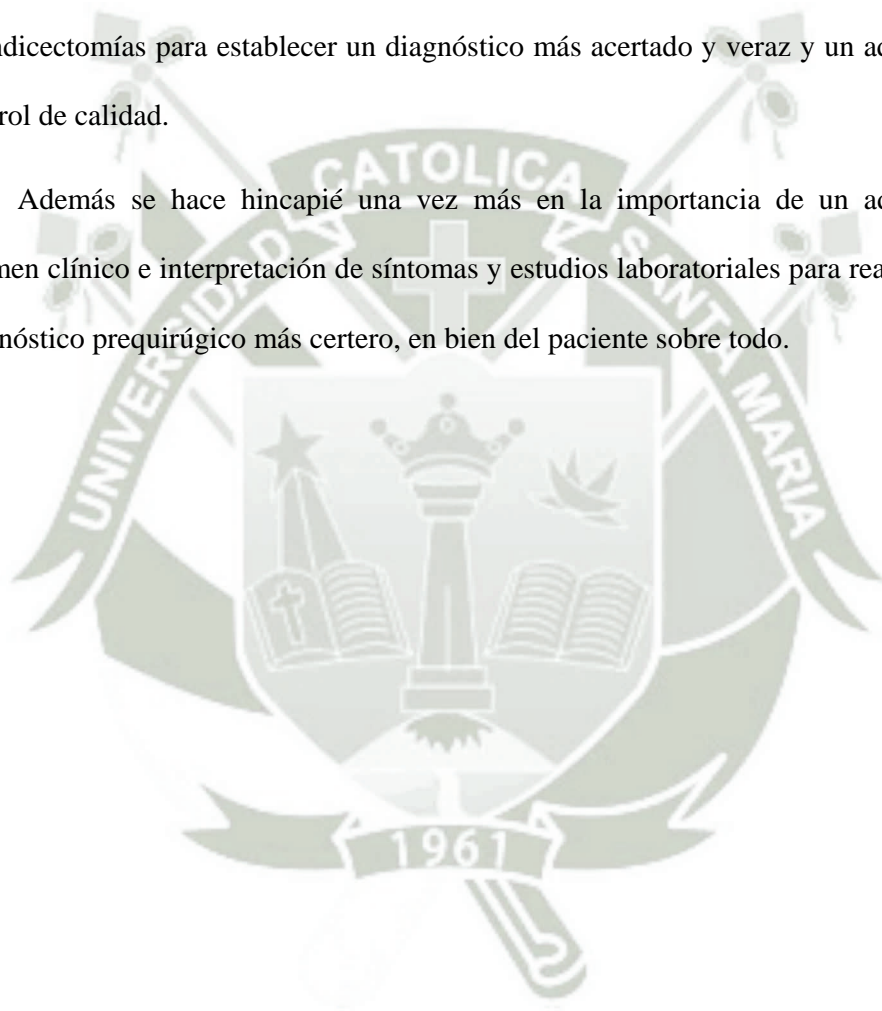 ndicectomías para establecer un diagnóstico más acertado y veraz y un ad
rol de calidad.
Además se hace hincapié una vez más en la importancia de un ad
men clínico e interpretación de síntomas y estudios laboratoriales para rea
nóstico prequirúgico más certero, en bien del paciente sobre todo.
UNIVERSIDAD CATOLICA SANTA MARIA
1961